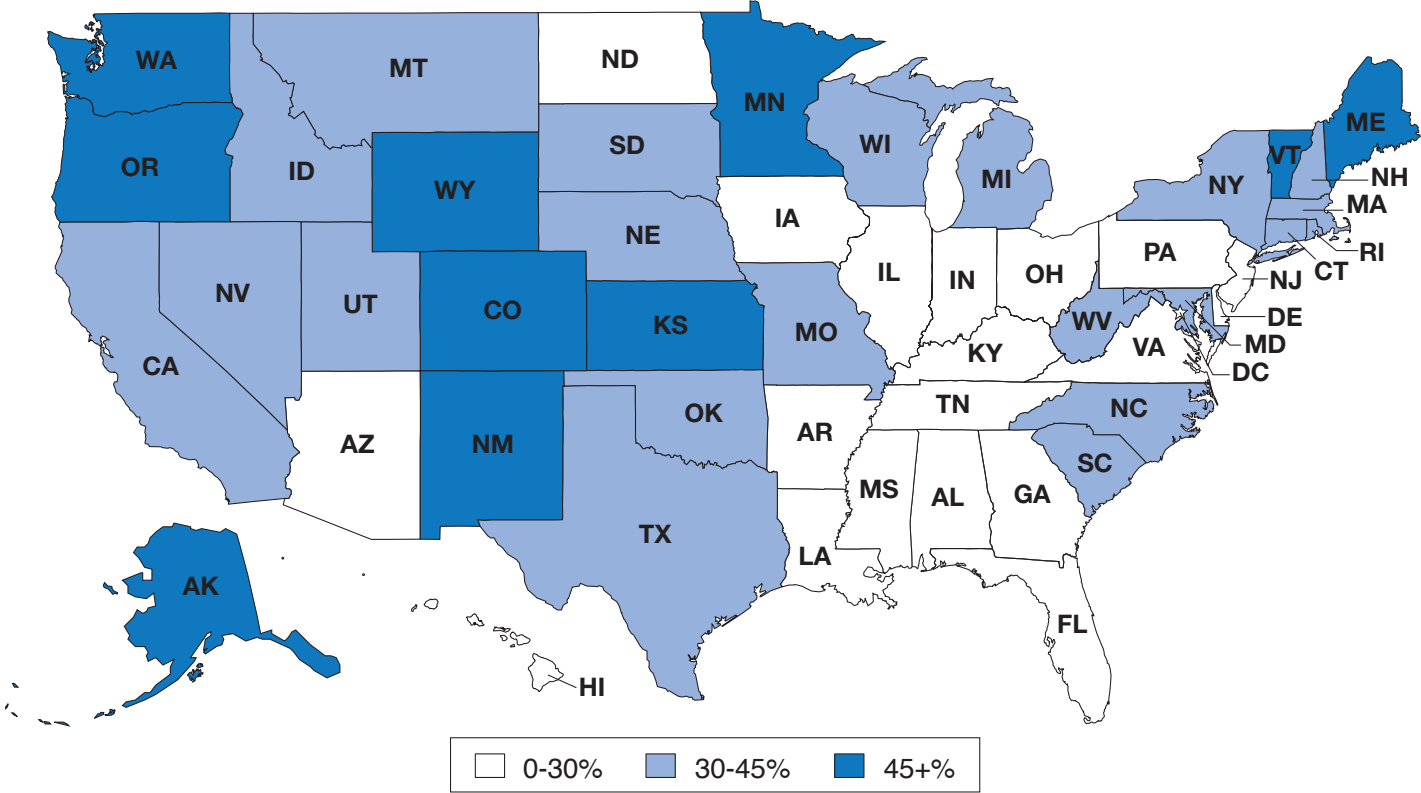 WA
MT
ND
MN
ME
OR
ID
WY
SD
WI
MI
VT
NY
NH
MA
RI
CT
NV
UT
CO
NE
KS
IA
IL
IN
OH
PA
NJ
DE
MD
DC
CA
MO
KY
WV
VA
AZ
NM
OK
AR
TN
NC
SC
TX
LA
MS
AL
GA
FL
AK
HI
0-30%
30-45%
45+%